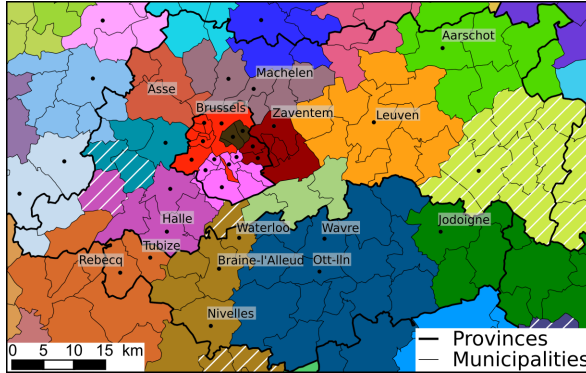 Aarschot
Machelen
Asse
Brussels
Zaventem
Leuven
Halle
Jodoigne
Waterloo
Wavre
Tubize
Rebecq
Braine-l'Alleud
Ott-lln
Nivelles
Provinces
Municipalities
0 5 10 15 km